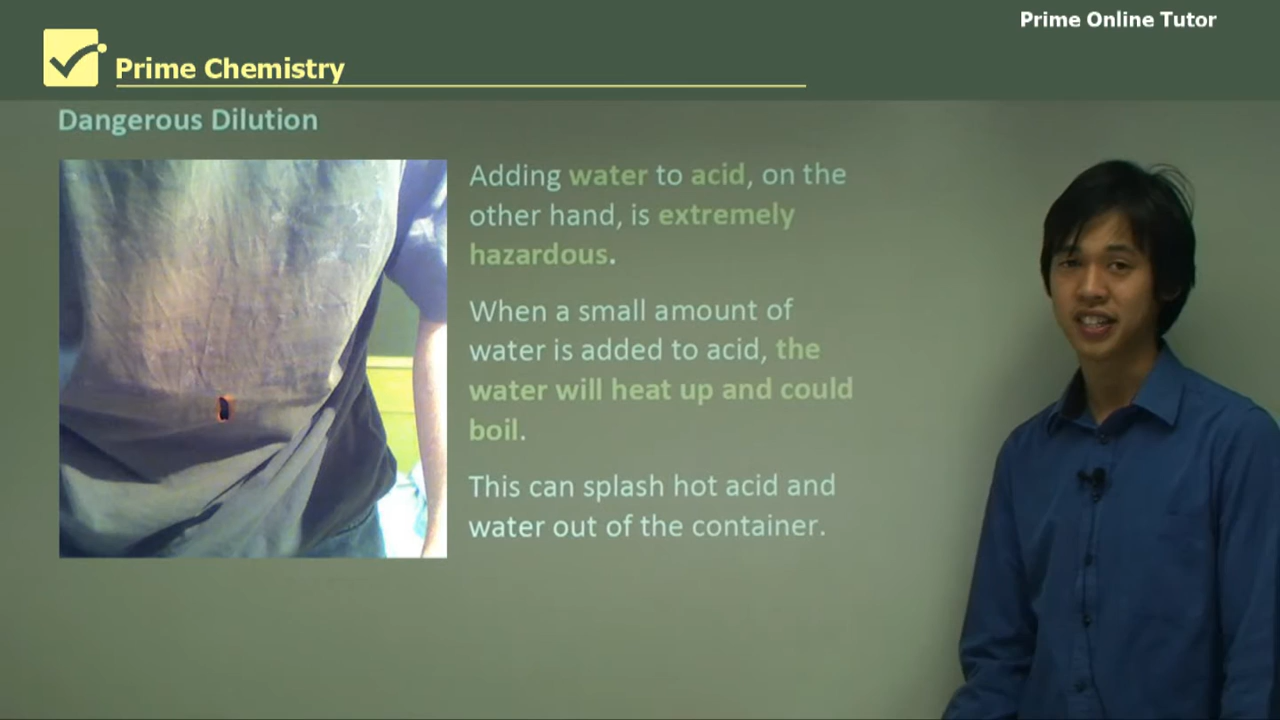 Prime Online Tutor
Prime Chemistry
Dangerous Dilution
Adding water to acid, on the
other hand, is extremely
hazardous.
When a small amount of
water is added to acid, the
water will heat up and could
boil.
This can splash hot acid and
water out of the container.